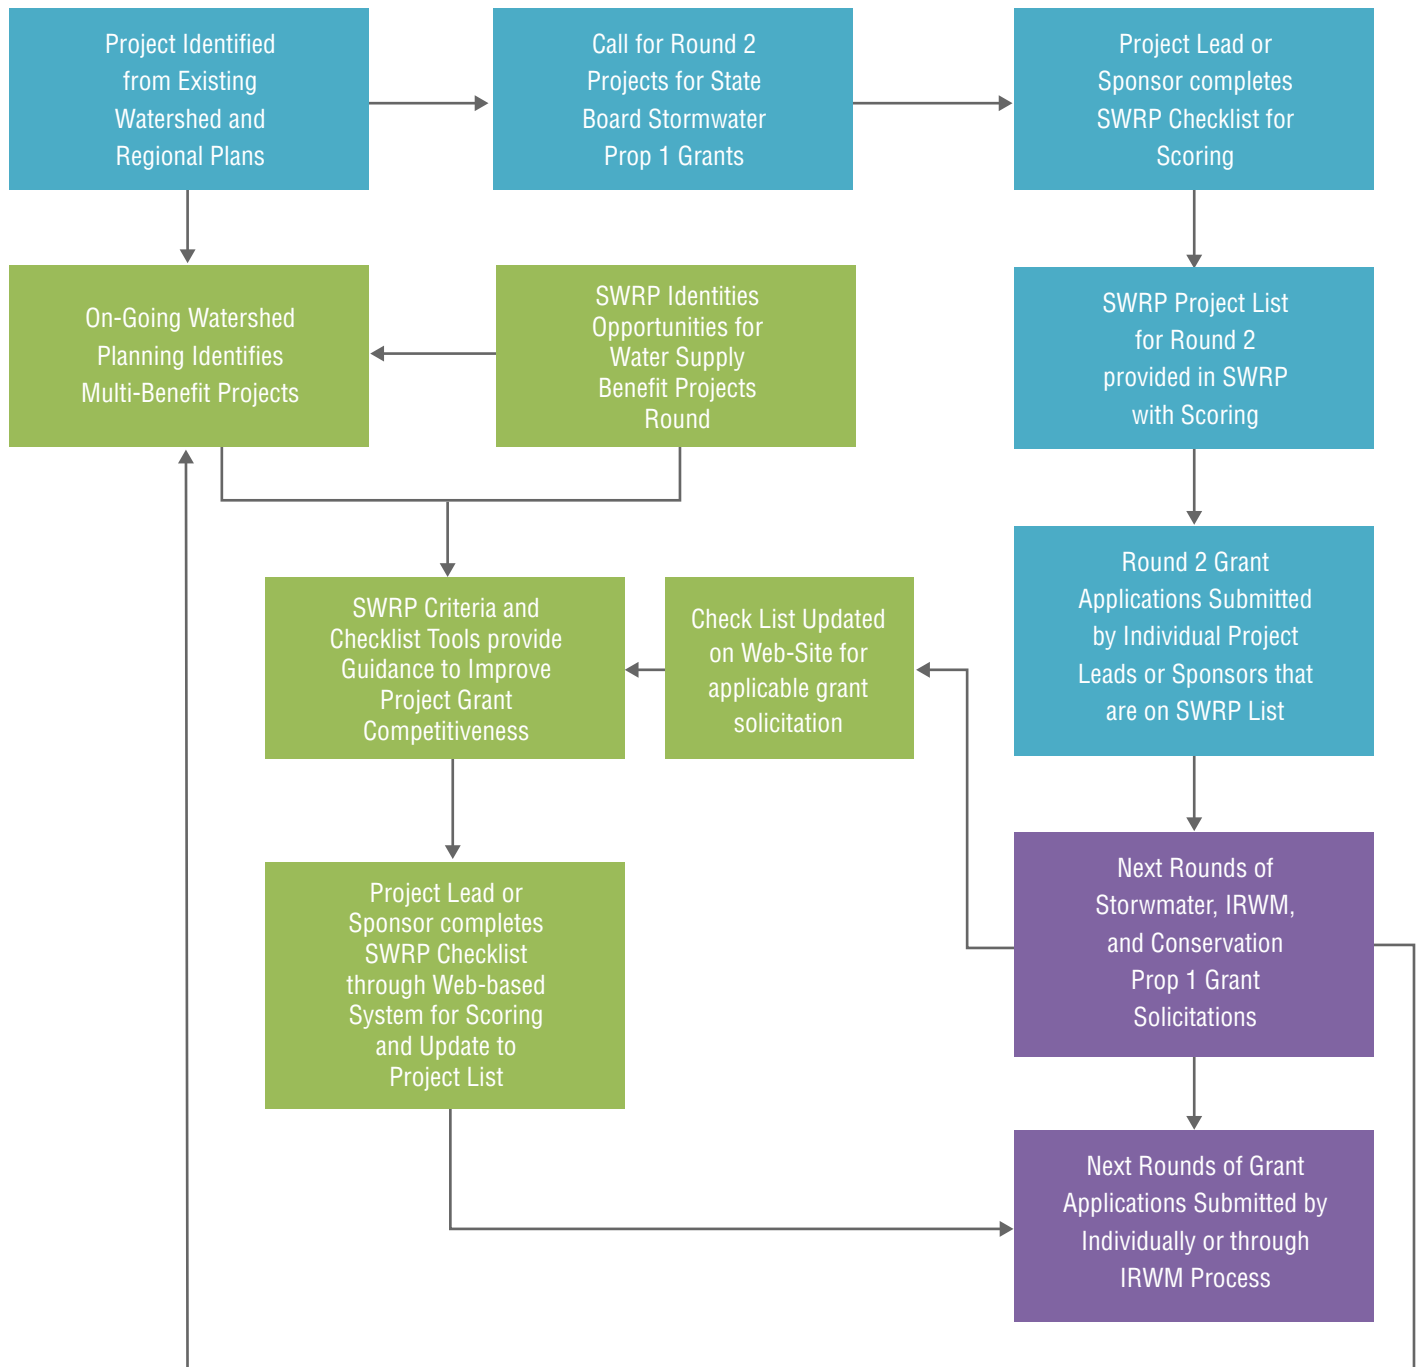 Project Identified
from Existing
Watershed and
Regional Plans
Call for Round 2
Projects for State
Board Stormwater
Prop 1 Grants
Project Lead or
Sponsor completes
SWRP Checklist for
Scoring
On-Going Watershed
Planning Identifies
Multi-Benefit Projects
SWRP Identities
Opportunities for
Water Supply
Benefit Projects
Round
SWRP Project List
for Round 2
provided in SWRP
with Scoring
SWRP Criteria and
Checklist Tools provide
Guidance to Improve
Project Grant
Competitiveness
Check List Updated
on Web-Site for
applicable grant
solicitation
Round 2 Grant
Applications Submitted
by Individual Project
Leads or Sponsors that
are on SWRP List
Project Lead or
Sponsor completes
SWRP Checklist
through Web-based
System for Scoring
and Update to
Project List
Next Rounds of
Storwmater, IRWM,
and Conservation
Prop 1 Grant
Solicitations
Next Rounds of Grant
Applications Submitted by
Individually or through
IRWM Process